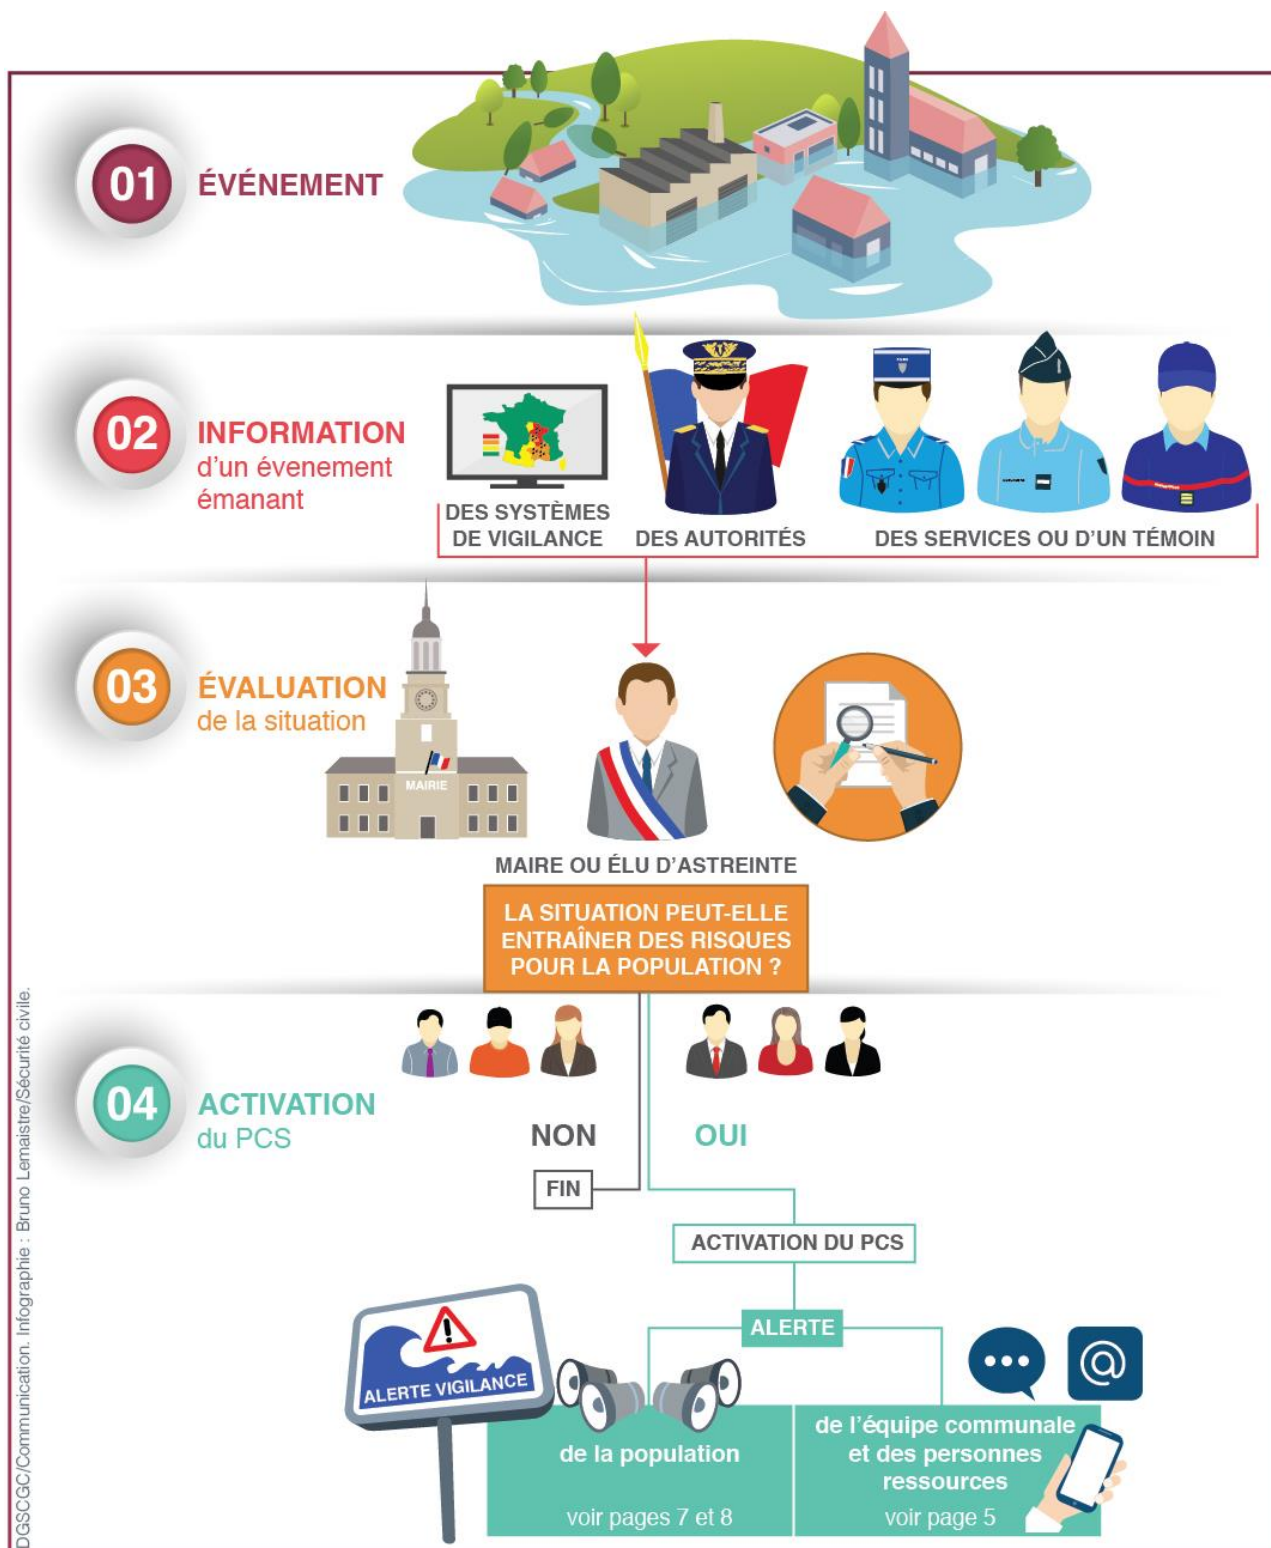 01
ÉVÉNEMENT
02
INFORMATION
d'un évenement
émanant
DES SYSTÈMES
DE VIGILANCE
DES AUTORITÉS
DES SERVICES OU D'UN TÉMOIN
03
ÉVALUATION
de la situation
MAIRIE
MAIRE OU ÉLU D'ASTREINTE
LA SITUATION PEUT-ELLE
ENTRAÎNER DES RISQUES
POUR LA POPULATION ?
04
ACTIVATION
du PCS
NON
OUI
FIN
ACTIVATION DU PCS
ALERTE
ALERTE VIGILANCE
@
de la population
voir pages 7 et 8
de l'équipe communale
et des personnes
ressources
voir page 5
DGSCGC/Communication. Infographie : Bruno Lemaistre/Sécurité civile.